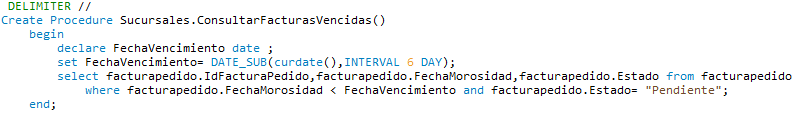 DELIMITER //
Create Procedure Sucursales.ConsultarFacturasVencidas()
begin
declare FechaVencimiento date ;
set FechaVencimiento= DATE_SUB(curdate(),INTERVAL 6 DAY);
select facturapedido.IdFacturaPedido,facturapedido.FechaMorosidad,facturapedido.Estado from facturapedido
where facturapedido.FechaMorosidad < FechaVencimiento and facturapedido.Estado= "Pendiente";
end;